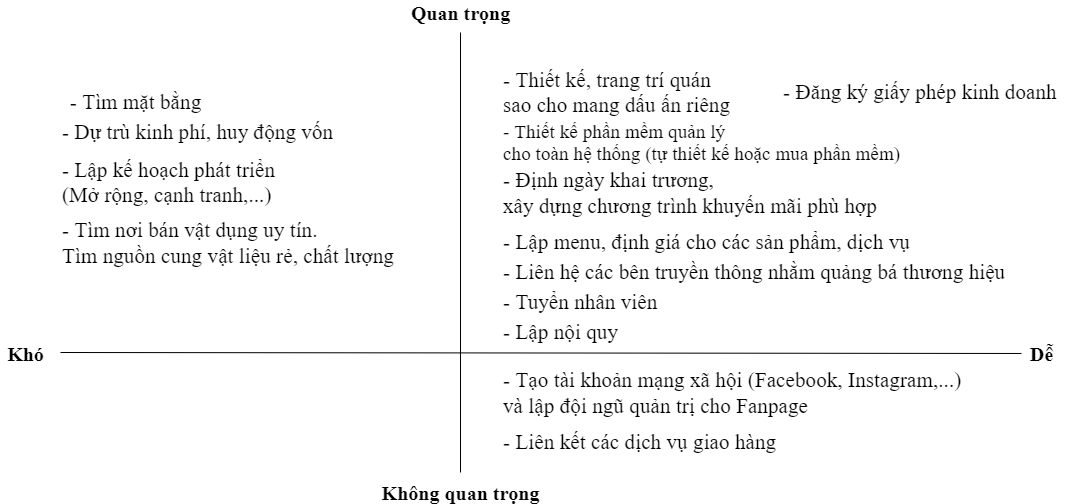 Quan trọng
- Tìm mặt bằng
- Dự trù kinh phí, huy động vốn
- Lập kế hoạch phát triển
(Mở rộng, cạnh tranh,...)
- Tìm nơi bán vật dụng uy tín.
Tìm nguồn cung vật liệu rẻ, chất lượng
- Thiết kế, trang trí quán
sao cho mang dấu ấn riêng
- Đăng ký giấy phép kinh doanh
- Thiết kế phần mềm quản lý
cho toàn hệ thống (tự thiết kế hoặc mua phần mềm)
- Định ngày khai trương,
xây dựng chương trình khuyến mãi phù hợp
- Lập menu, định giá cho các sản phẩm, dịch vụ
- Liên hệ các bên truyền thông nhằm quảng bá thương hiệu
- Tuyển nhân viên
- Lập nội quy
Khó
Dễ
- Tạo tài khoản mạng xã hội (Facebook, Instagram,...)
và lập đội ngũ quản trị cho Fanpage
- Liên kết các dịch vụ giao hàng
Không quan trọng